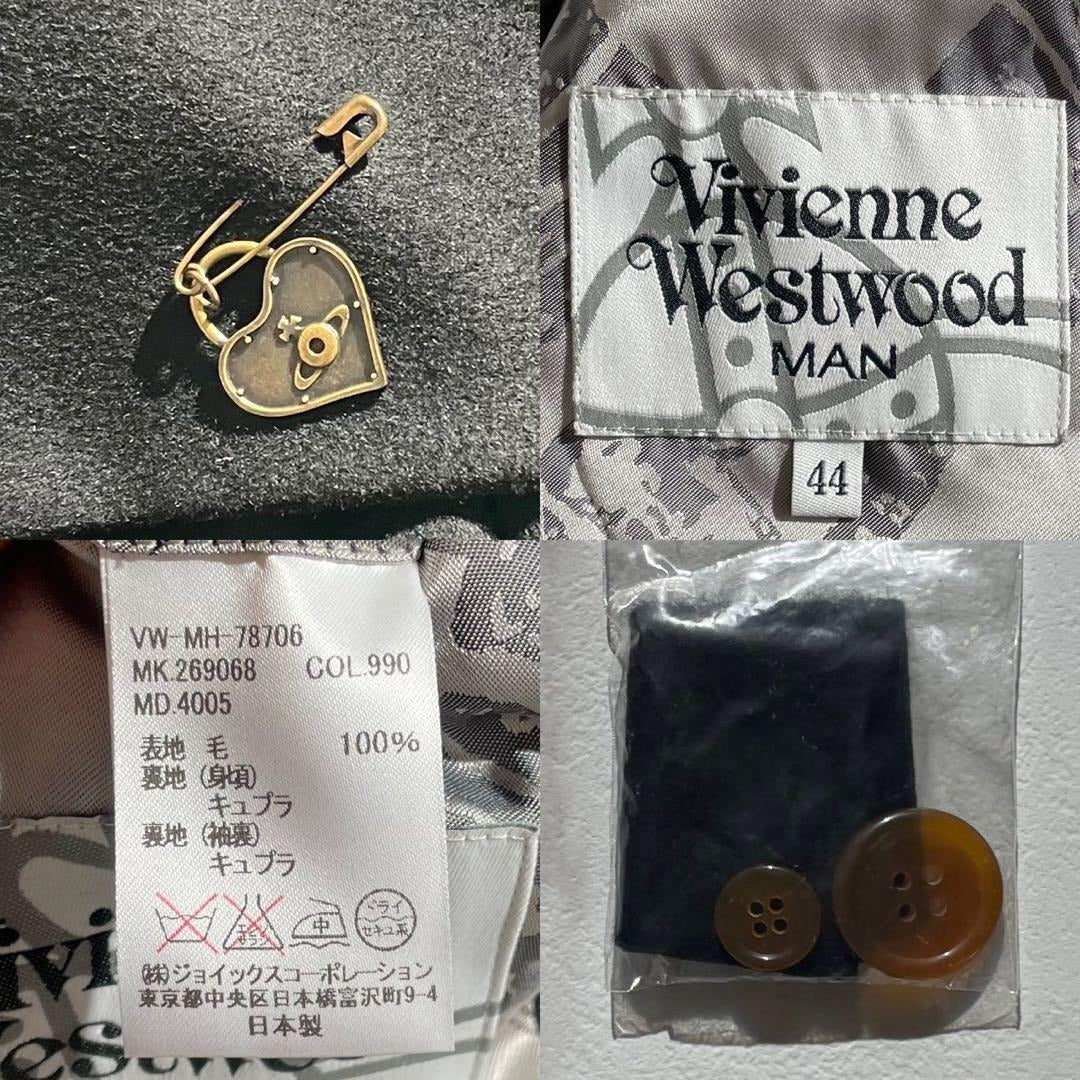 Vivienne
Westwood
MAN
44
VW-MH-78706
MK.269068 COL.990
MD.4005
表地 毛 100%
裏地(身頃)
キュプラ
裏地(袖裏)
キュプラ
中
ドライ
セキユ系
(株)ジョイックスコーポレーション
東京都中央区日本橋富沢町9-4
日本製